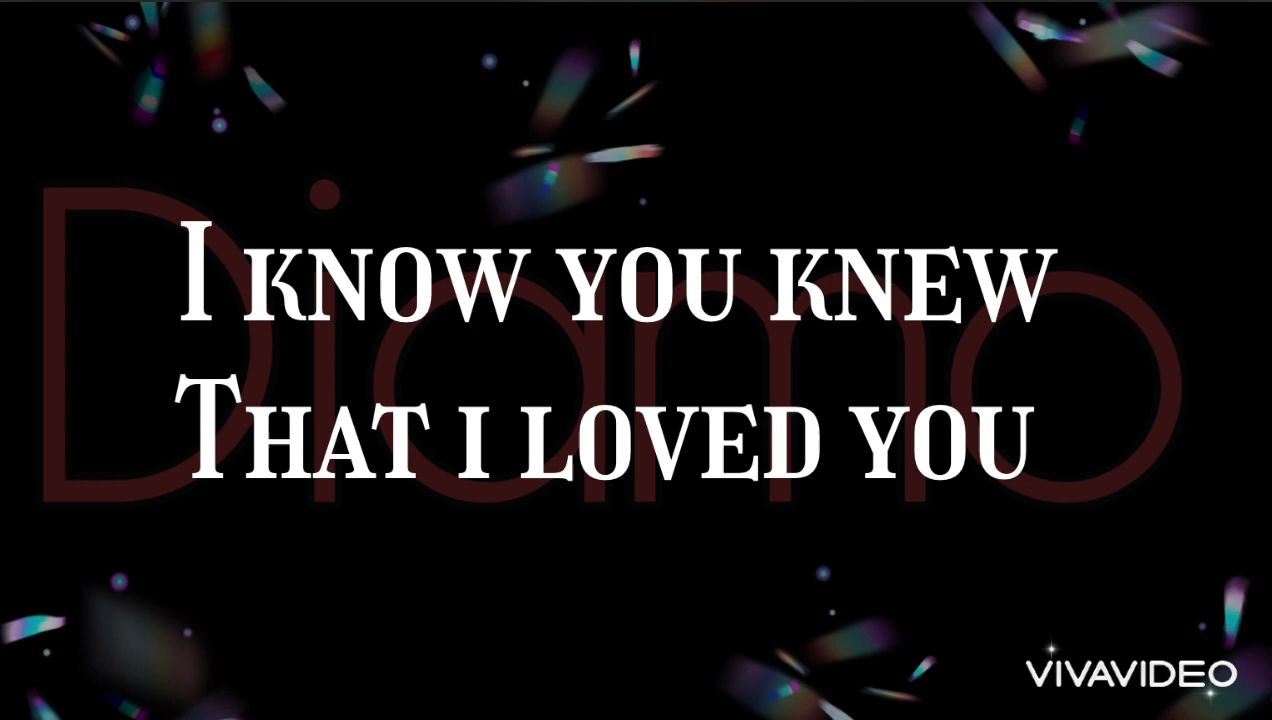 Diamo
I KNOW YOU KNEW
THAT I LOVED YOU
VIVAVIDEO